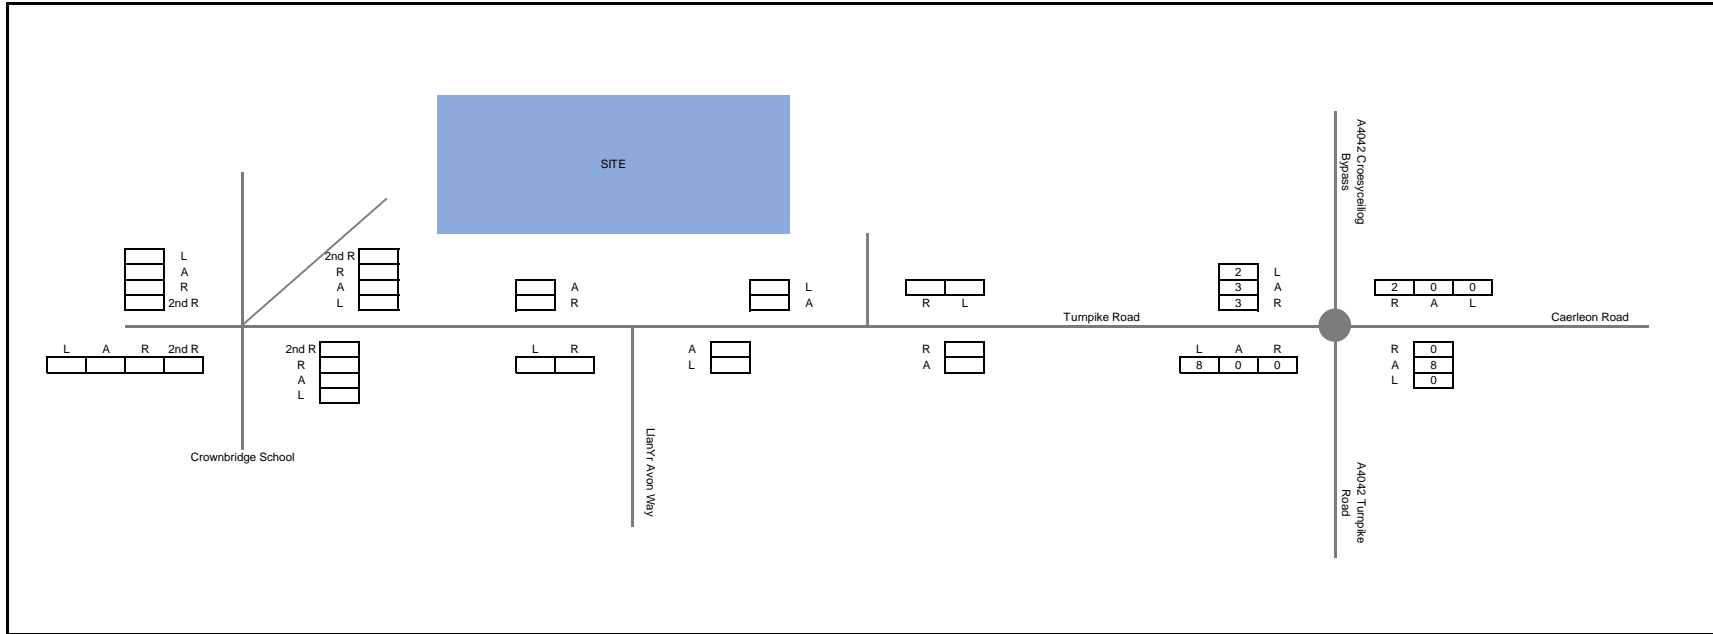 SITE
A4042 Croesyceiliog
Bypass
L
A
R
2nd R
2nd R
R
A
L
A
R
L
A
R L
2 L
3 A
3 R
2 0 0
R A L
Turnpike Road
Caerleon Road
L A R 2nd R
2nd R
R
A
L
L R
A
L
R
A
L A R
8 0 0
R 0
A 8
L 0
Crownbridge School
LlanYr Avon Way
A4042 Turnpike
Road